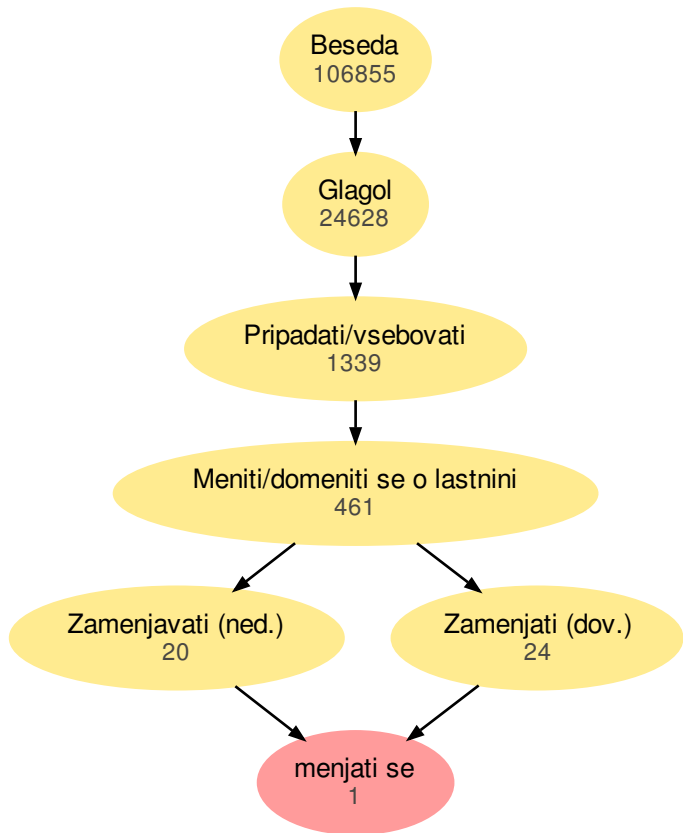 Beseda
106855
Glagol
24628
Pripadati/vsebovati
1339
Meniti/domeniti se o lastnini
461
Zamenjavati (ned.)
20
Zamenjati (dov.)
24
menjati se
1